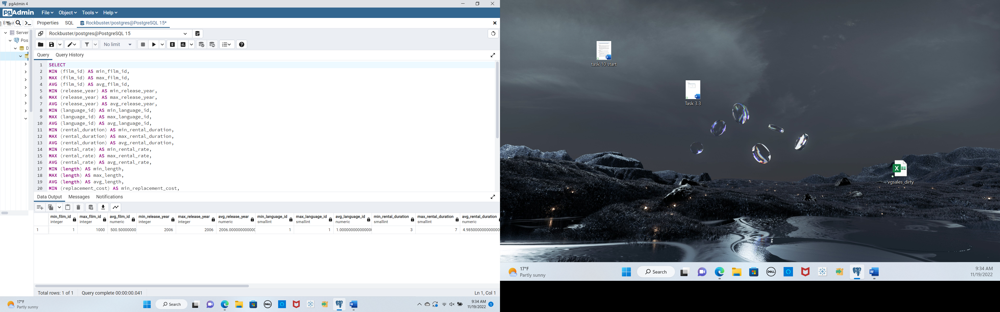 pgAdmin 4
pgAdmin File Object Tools Help
Properties SQL Rockbuster/postgres@PostgreSQL 15*
Server
Pos
D
Rockbuster/postgres@PostgreSQL 15
No limit
Query Query History
1 SELECT
2 MIN (film_id) AS min_film_id,
3 MAX (film_id) AS max_film_id,
4 AVG (film_id) AS avg_film_id,
5 MIN (release_year) AS min_release_year,
6 MAX (release_year) AS max_release_year,
7 AVG (release_year) AS avg_release_year,
8 MIN (language_id) AS min_language_id,
9 MAX (language_id) AS max_language_id,
10 AVG (language_id) AS avg_language_id,
11 MIN (rental_duration) AS min_rental_duration,
12 MAX (rental_duration) AS max_rental_duration,
13 AVG (rental_duration) AS avg_rental_duration,
14 MIN (rental_rate) AS min_rental_rate,
15 MAX (rental_rate) AS max_rental_rate,
16 AVG (rental_rate) AS avg_rental_rate,
17 MIN (length) AS min_length,
18 MAX (length) AS max_length,
19 AVG (length) AS avg_length,
20 MIN (replacement_cost) AS min_replacement_cost,
Data Output Messages Notifications
min_film_id max_film_id avg_film_id min_release_year max_release_year avg_release_year min_language_id max_language_id avg_language_id min_rental_duration max_rental_duration avg_rental_duration
integer integer numeric integer integer numeric smallint smallint numeric smallint smallint numeric
1 1 1000 500.50000000 2006 2006 2006.00000000000 1 1 1.00000000000000 3 7 4.98500000000000
Total rows: 1 of 1 Query complete 00:00:00.041 Ln 1, Col 1
17°F
Partly sunny
Search
DELL
9:34 AM
11/19/2022
1
task 10 start
Task 3.3
vgsales_dirty
17°F
Partly sunny
Search
DELL
9:34 AM
11/19/2022